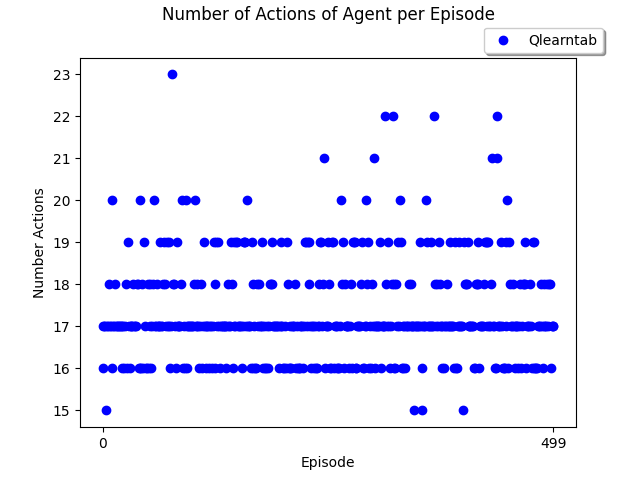 Number of Actions of Agent per Episode
Qlearntab
23
22
21
20
19
18
17
16
15
Number Actions
0
499
Episode